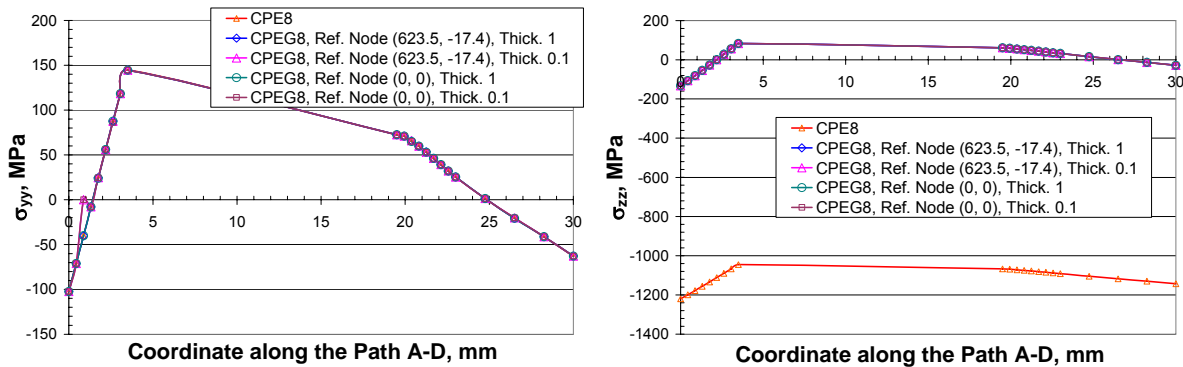 200
150
100
50
0
-50
-100
-150
0 5 10 15 20 25 30
σyy, MPa
Coordinate along the Path A-D, mm
CPE8
CPEG8, Ref. Node (623.5, -17.4), Thick. 1
CPEG8, Ref. Node (623.5, -17.4), Thick. 0.1
CPEG8, Ref. Node (0, 0), Thick. 1
CPEG8, Ref. Node (0, 0), Thick. 0.1
200
0
-200
-400
-600
-800
-1000
-1200
-1400
0 5 10 15 20 25 30
σzz, MPa
Coordinate along the Path A-D, mm
CPE8
CPEG8, Ref. Node (623.5, -17.4), Thick. 1
CPEG8, Ref. Node (623.5, -17.4), Thick. 0.1
CPEG8, Ref. Node (0, 0), Thick. 1
CPEG8, Ref. Node (0, 0), Thick. 0.1